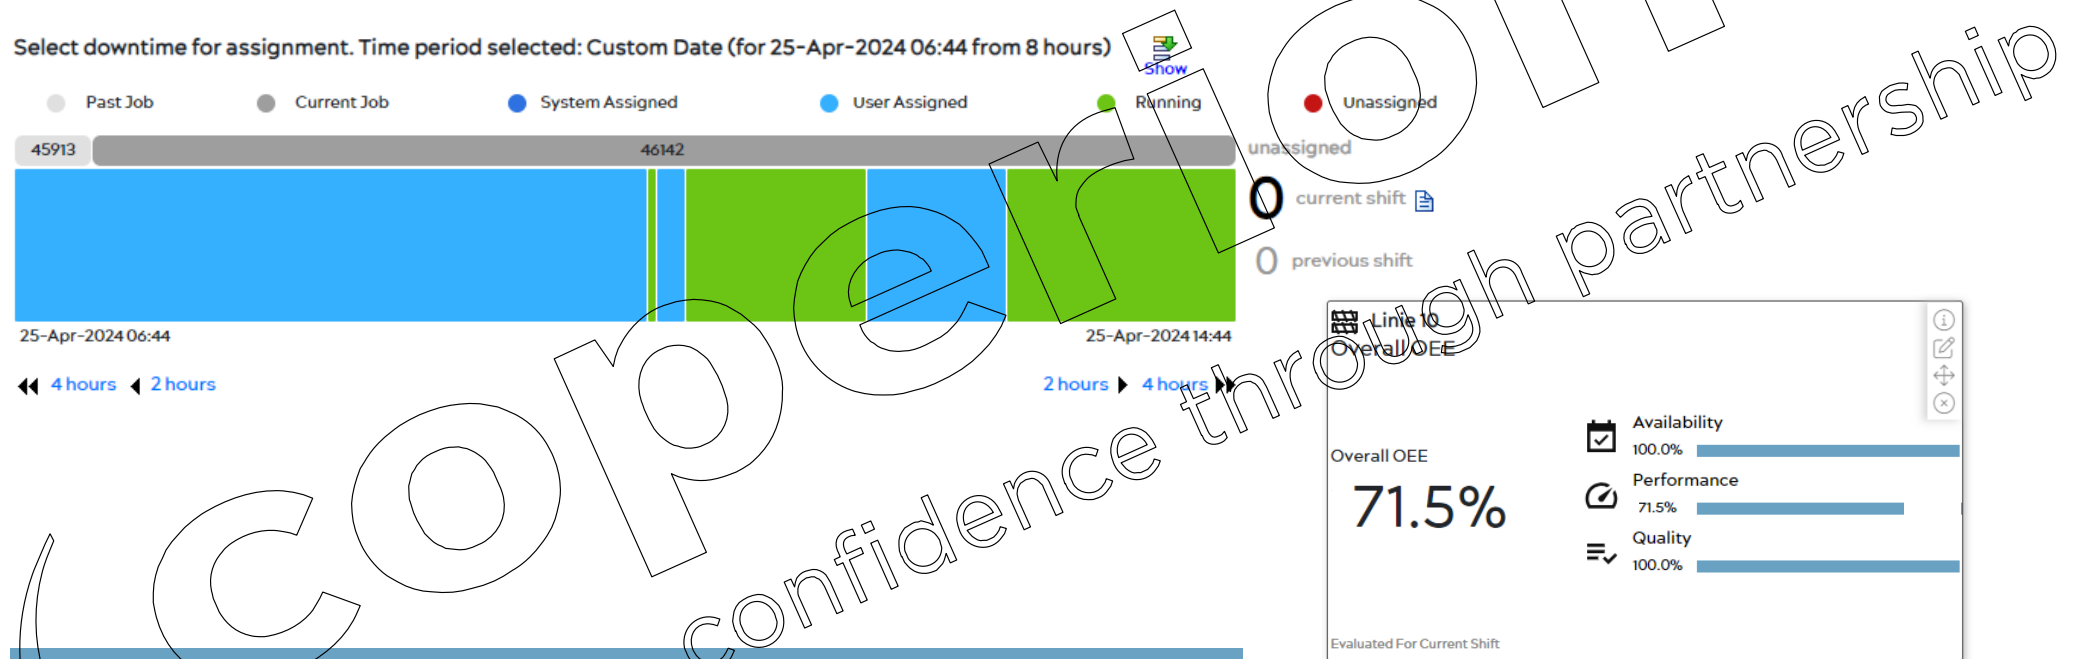 Select downtime for assignment. Time period selected: Custom Date (for 25-Apr-2024 06:44 from 8 hours)
Show
Past Job Current Job System Assigned User Assigned Running Unassigned
45913 46142
unassigned
0 current shift
0 previous shift
25-Apr-2024 06:44 25-Apr-2024 14:44
4 hours 2 hours 2 hours 4 hours
Linie 10
Overall OEE
Overall OEE
71.5%
Availability
100.0%
Performance
71.5%
Quality
100.0%
Evaluated For Current Shift
(coperion
confidence through partnership